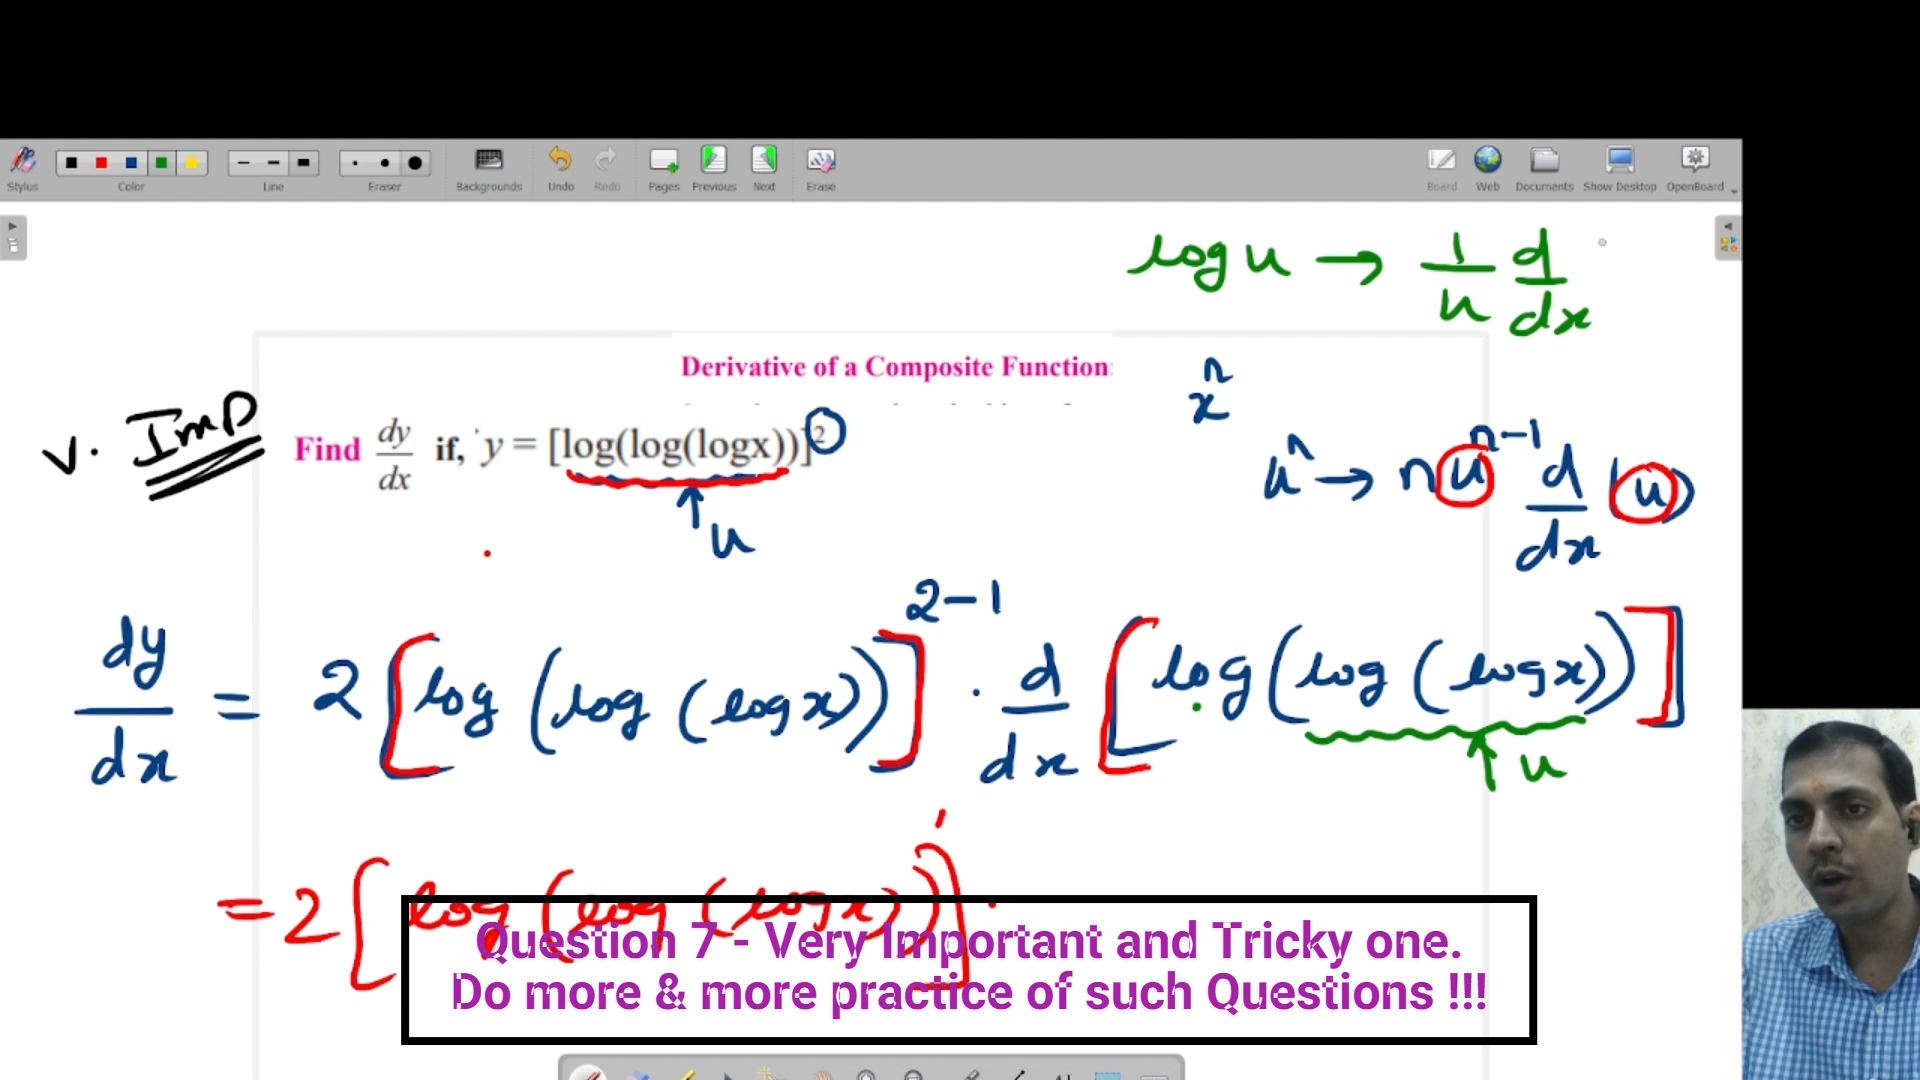 Stylus Color Line Eraser Backgrounds Undo Redo Pages Previous Next Erase Board Web Documents Show Desktop OpenBoard
log u → 1/u d/dx
Derivative of a Composite Function:
x^n
V. Imp
Find dy/dx if, y = [log(log(logx))]^2
u^n → n u^(n-1) d/dx (u)
u
dy/dx = 2 [log (log (log x))]^(2-1) · d/dx [log (log (log x))]
u
= 2 [log (log (log x))]^1 ·
Question 7 - Very Important and Tricky one.
Do more & more practice of such Questions !!!